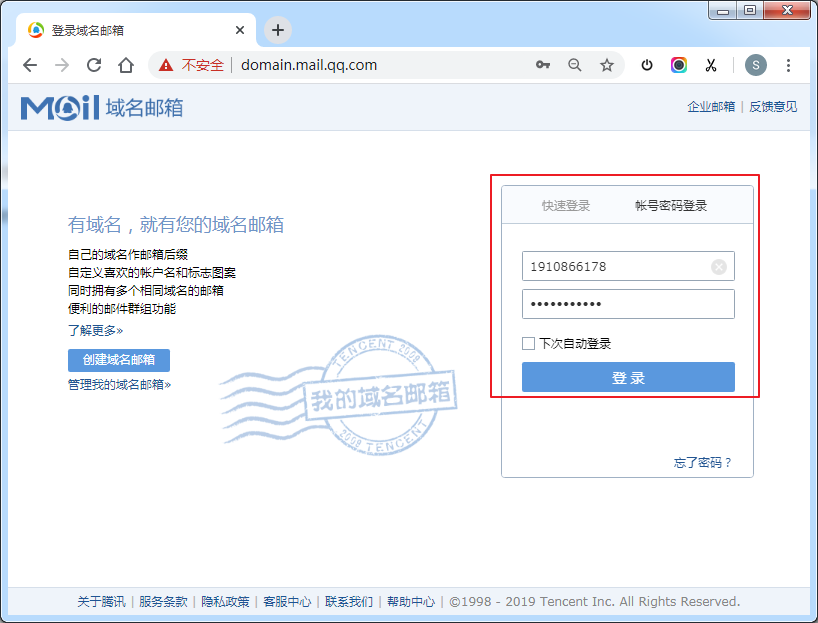 登录域名邮箱
不安全 domain.mail.qq.com
S
Mail 域名邮箱
企业邮箱 | 反馈意见
有域名，就有您的域名邮箱
自己的域名作邮箱后缀
自定义喜欢的帐户名和标志图案
同时拥有多个相同域名的邮箱
便利的邮件群组功能
了解更多»
创建域名邮箱
管理我的域名邮箱»
TENCENT 2008
我的域名邮箱
2008 TENCENT
快速登录 帐号密码登录
1910866178
•••••••••••
下次自动登录
登 录
忘了密码？
关于腾讯 | 服务条款 | 隐私政策 | 客服中心 | 联系我们 | 帮助中心 | ©1998 - 2019 Tencent Inc. All Rights Reserved.